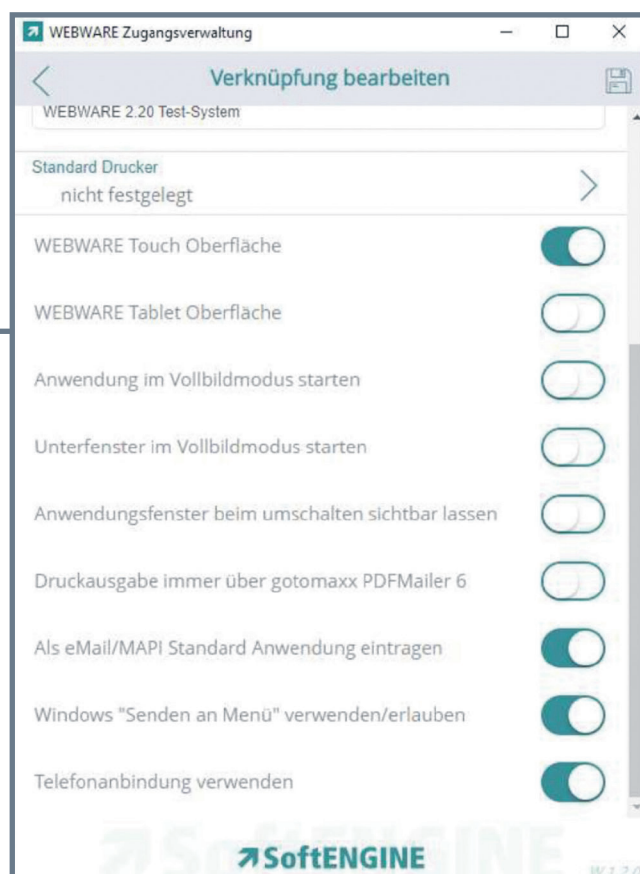 WEBWARE Zugangsverwaltung
Verknüpfung bearbeiten
WEBWARE 2.20 Test-System
Standard Drucker
nicht festgelegt
WEBWARE Touch Oberfläche
WEBWARE Tablet Oberfläche
Anwendung im Vollbildmodus starten
Unterfenster im Vollbildmodus starten
Anwendungsfenster beim umschalten sichtbar lassen
Druckausgabe immer über gotomaxx PDFMailer 6
Als eMail/MAPI Standard Anwendung eintragen
Windows "Senden an Menü" verwenden/erlauben
Telefonanbindung verwenden
SoftENGINE
SoftENGINE